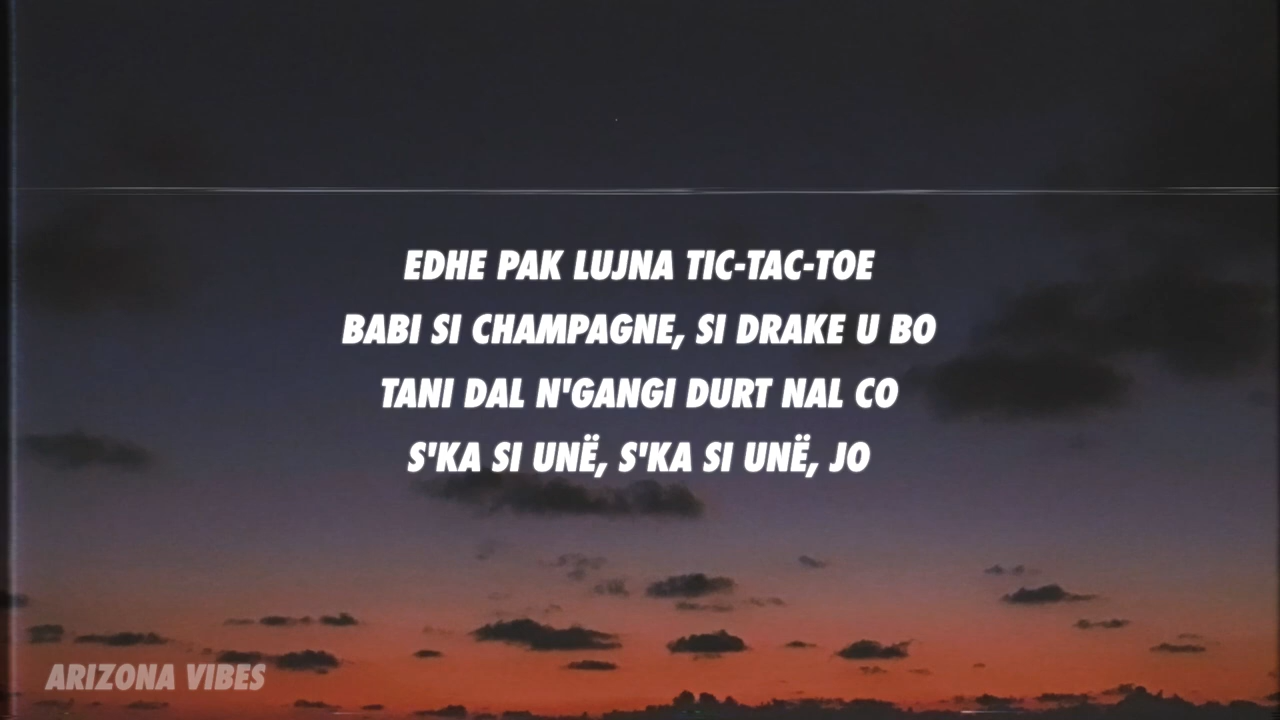 EDHE PAK LUJNA TIC-TAC-TOE
BABI SI CHAMPAGNE, SI DRAKE U BO
TANI DAL N'GANGI DURT NAL CO
S'KA SI UNË, S'KA SI UNË, JO
ARIZONA VIBES